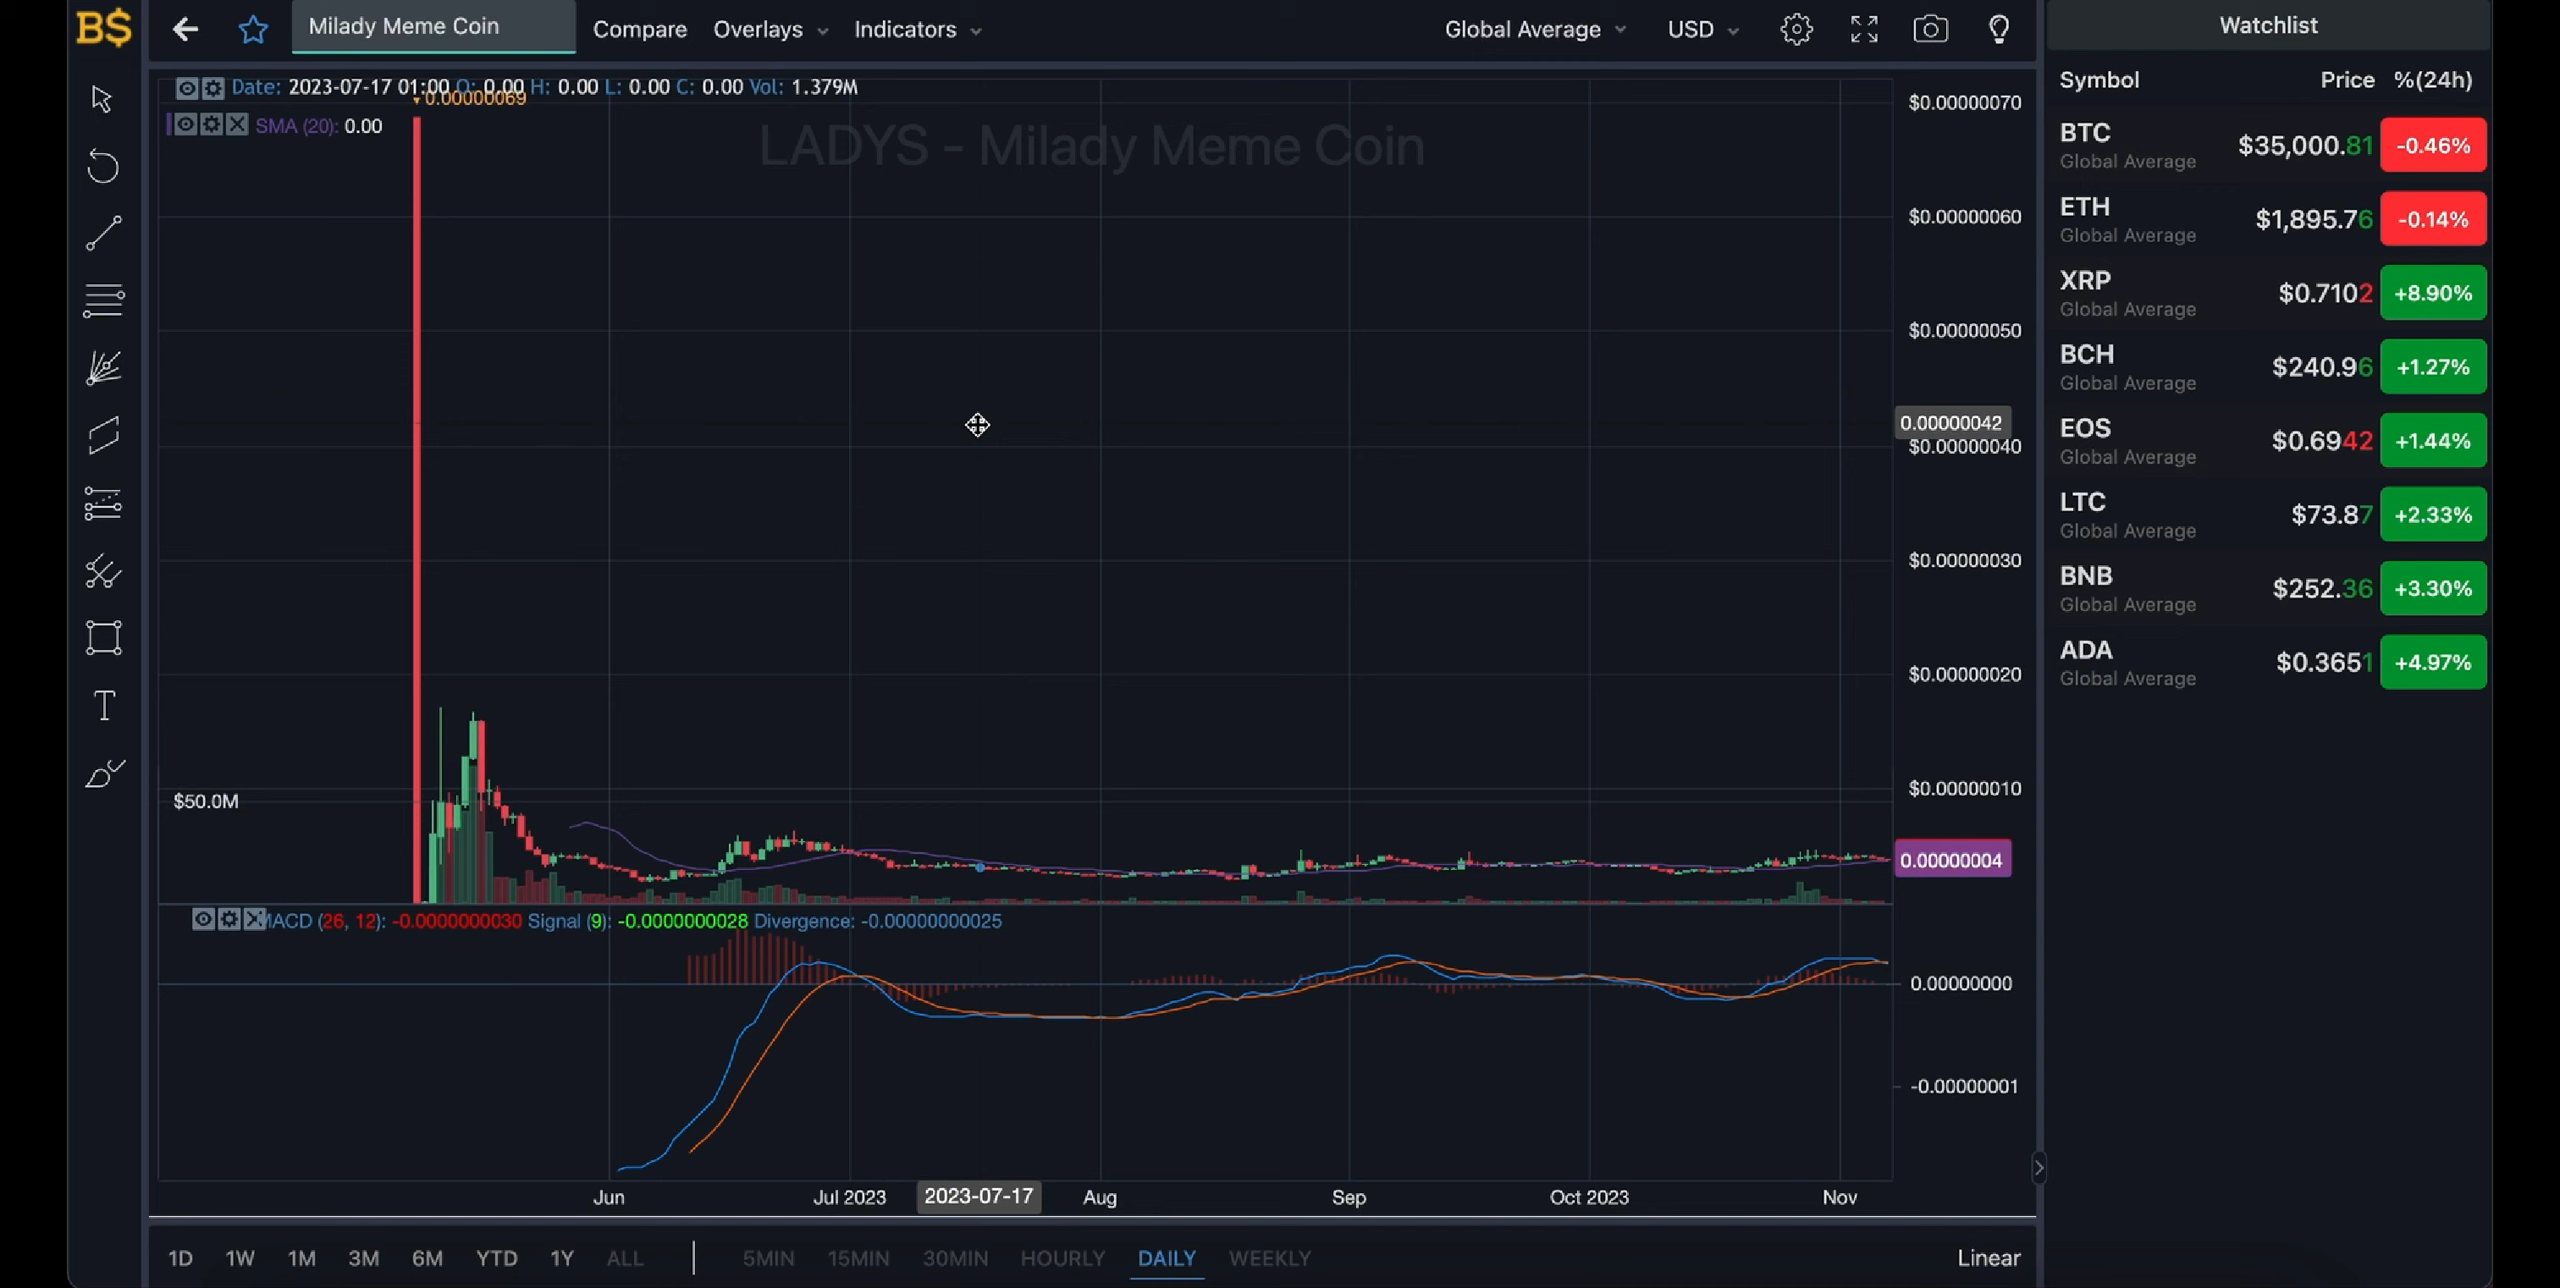 B$
Milady Meme Coin Compare Overlays Indicators Global Average USD
Date: 2023-07-17 01:00 O: 0.00 H: 0.00 L: 0.00 C: 0.00 Vol: 1.379M
0.00000069
SMA (20): 0.00
LADYS - Milady Meme Coin
$0.00000070
$0.00000060
$0.00000050
0.00000042
$0.00000040
$0.00000030
$0.00000020
$0.00000010
$50.0M
0.00000004
MACD (26, 12): -0.0000000030 Signal (9): -0.0000000028 Divergence: -0.00000000025
0.00000000
-0.00000001
Jun Jul 2023 2023-07-17 Aug Sep Oct 2023 Nov
1D 1W 1M 3M 6M YTD 1Y ALL 5MIN 15MIN 30MIN HOURLY DAILY WEEKLY Linear
Watchlist
Symbol Price %(24h)
BTC $35,000.81 -0.46%
Global Average
ETH $1,895.76 -0.14%
Global Average
XRP $0.7102 +8.90%
Global Average
BCH $240.96 +1.27%
Global Average
EOS $0.6942 +1.44%
Global Average
LTC $73.87 +2.33%
Global Average
BNB $252.36 +3.30%
Global Average
ADA $0.3651 +4.97%
Global Average